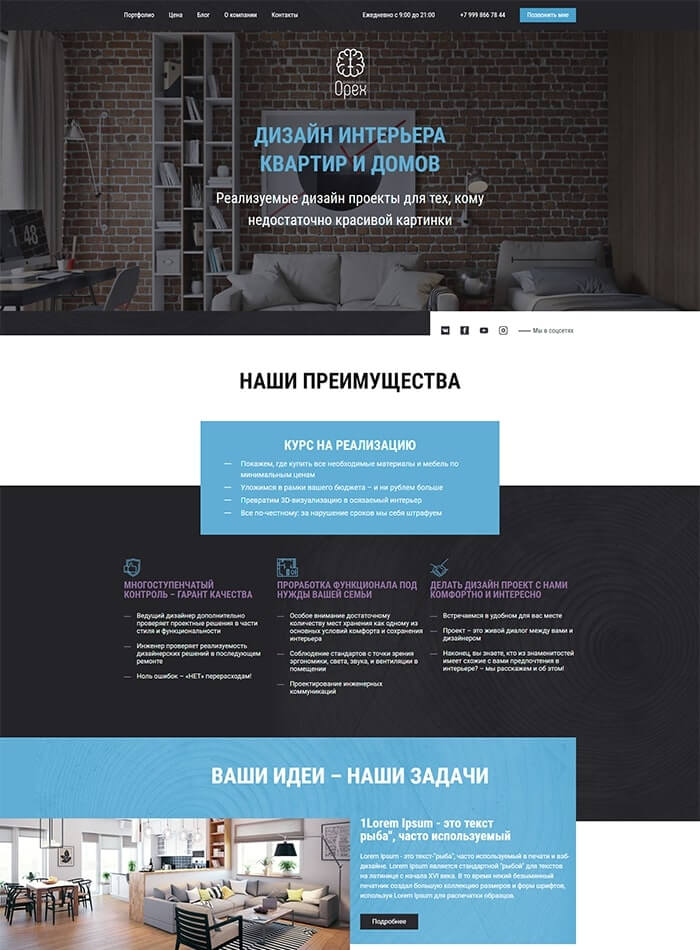 Портфолио Цена Блог О компании Контакты Ежедневно с 9:00 до 21:00 +7 999 866 78 44 Позвонить мне
Орех
ДИЗАЙН ИНТЕРЬЕРА
КВАРТИР И ДОМОВ
Реализуемые дизайн проекты для тех, кому
недостаточно красивой картинки
48
Мы в соцсетях
НАШИ ПРЕИМУЩЕСТВА
КУРС НА РЕАЛИЗАЦИЮ
— Покажем, где купить все необходимые материалы и мебель по
минимальным ценам
— Уложимся в рамки вашего бюджета – и ни рублем больше
— Превратим 3D-визуализацию в осязаемый интерьер
— Все по-честному: за нарушение сроков мы себя штрафуем
МНОГОСТУПЕНЧАТЫЙ
КОНТРОЛЬ – ГАРАНТ КАЧЕСТВА
— Ведущий дизайнер дополнительно
проверяет проектные решения в части
стиля и функциональности
— Инженер проверяет реализуемость
дизайнерских решений в последующем
ремонте
— Ноль ошибок – «НЕТ» перерасходам!
ПРОРАБОТКА ФУНКЦИОНАЛА ПОД
НУЖДЫ ВАШЕЙ СЕМЬИ
— Особое внимание достаточному
количеству мест хранения как одному из
основных условий комфорта и сохранения
интерьера
— Соблюдение стандартов с точки зрения
эргономики, света, звука, и вентиляции в
помещении
— Проектирование инженерных
коммуникаций
ДЕЛАТЬ ДИЗАЙН ПРОЕКТ С НАМИ
КОМФОРТНО И ИНТЕРЕСНО
— Встречаемся в удобном для вас месте
— Проект – это живой диалог между вами и
дизайнером
— Наконец, вы знаете, кто из знаменитостей
имеет схожие с вами предпочтения в
интерьере? – мы расскажем и об этом!
ВАШИ ИДЕИ – НАШИ ЗАДАЧИ
1Lorem Ipsum - это текст
рыба", часто используемый
Lorem Ipsum - это текст-"рыба", часто используемый в печати и вэб-
дизайне. Lorem Ipsum является стандартной "рыбой" для текстов
на латинице с начала XVI века. В то время некий безымянный
печатник создал большую коллекцию размеров и форм шрифтов,
используя Lorem Ipsum для распечатки образцов.
Подробнее